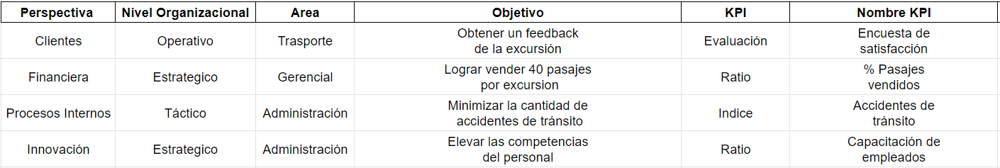 Perspectiva Nivel Organizacional Area Objetivo KPI Nombre KPI
Clientes Operativo Trasporte Obtener un feedback de la excursión Evaluación Encuesta de satisfacción
Financiera Estrategico Gerencial Lograr vender 40 pasajes por excursion Ratio % Pasajes vendidos
Procesos Internos Táctico Administración Minimizar la cantidad de accidentes de tránsito Indice Accidentes de tránsito
Innovación Estrategico Administración Elevar las competencias del personal Ratio Capacitación de empleados